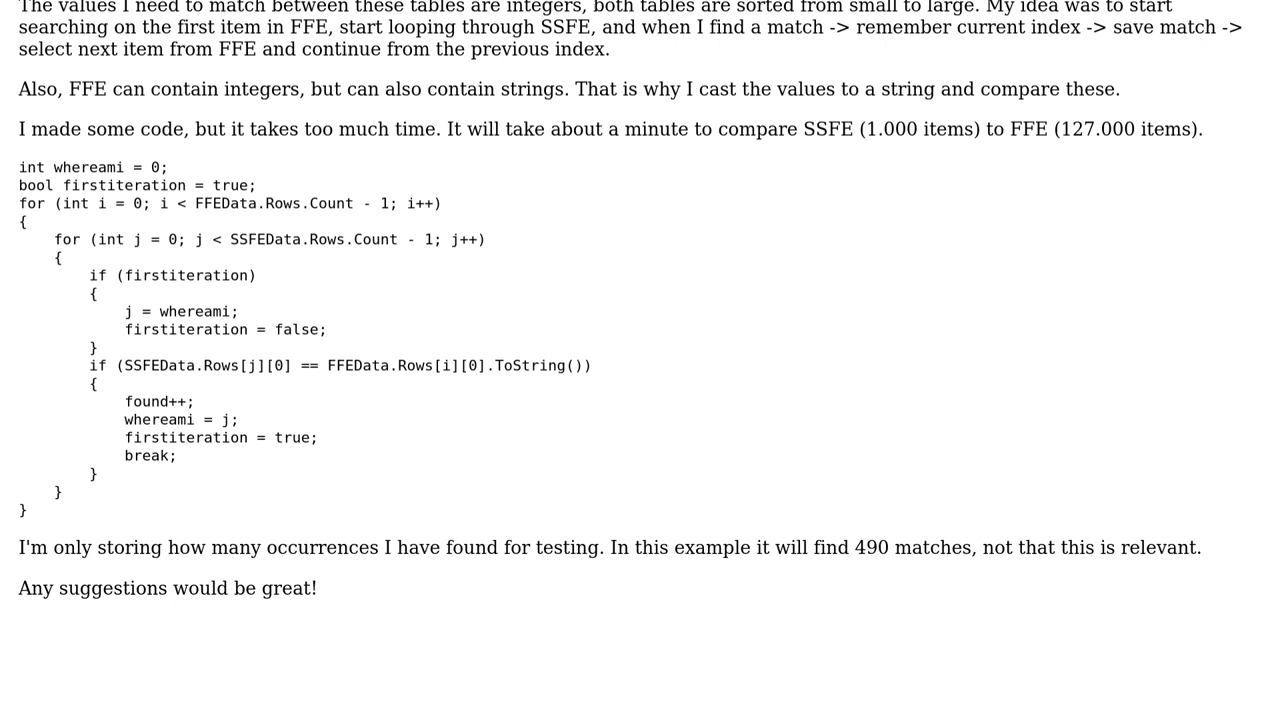 The values I need to match between these tables are integers, both tables are sorted from small to large. My idea was to start
searching on the first item in FFE, start looping through SSFE, and when I find a match -> remember current index -> save match ->
select next item from FFE and continue from the previous index.
Also, FFE can contain integers, but can also contain strings. That is why I cast the values to a string and compare these.
I made some code, but it takes too much time. It will take about a minute to compare SSFE (1.000 items) to FFE (127.000 items).
int whereami = 0;
bool firstiteration = true;
for (int i = 0; i < FFEData.Rows.Count - 1; i++)
{
    for (int j = 0; j < SSFEData.Rows.Count - 1; j++)
    {
        if (firstiteration)
        {
            j = whereami;
            firstiteration = false;
        }
        if (SSFEData.Rows[j][0] == FFEData.Rows[i][0].ToString())
        {
            found++;
            whereami = j;
            firstiteration = true;
            break;
        }
    }
}
I'm only storing how many occurrences I have found for testing. In this example it will find 490 matches, not that this is relevant.
Any suggestions would be great!